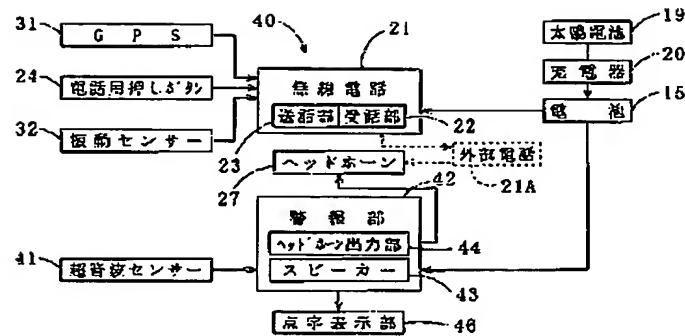 31
GPS
40
21
19
太陽電池
24
電話用押しボタン
無線電話
20
充電器
32
振動センサー
送話部
受話部
22
電池
15
23
ヘッドホーン
外部電話
27
42
21A
警報部
ヘッドホーン出力部
44
41
超音波センサー
スピーカー
43
点字表示部
46